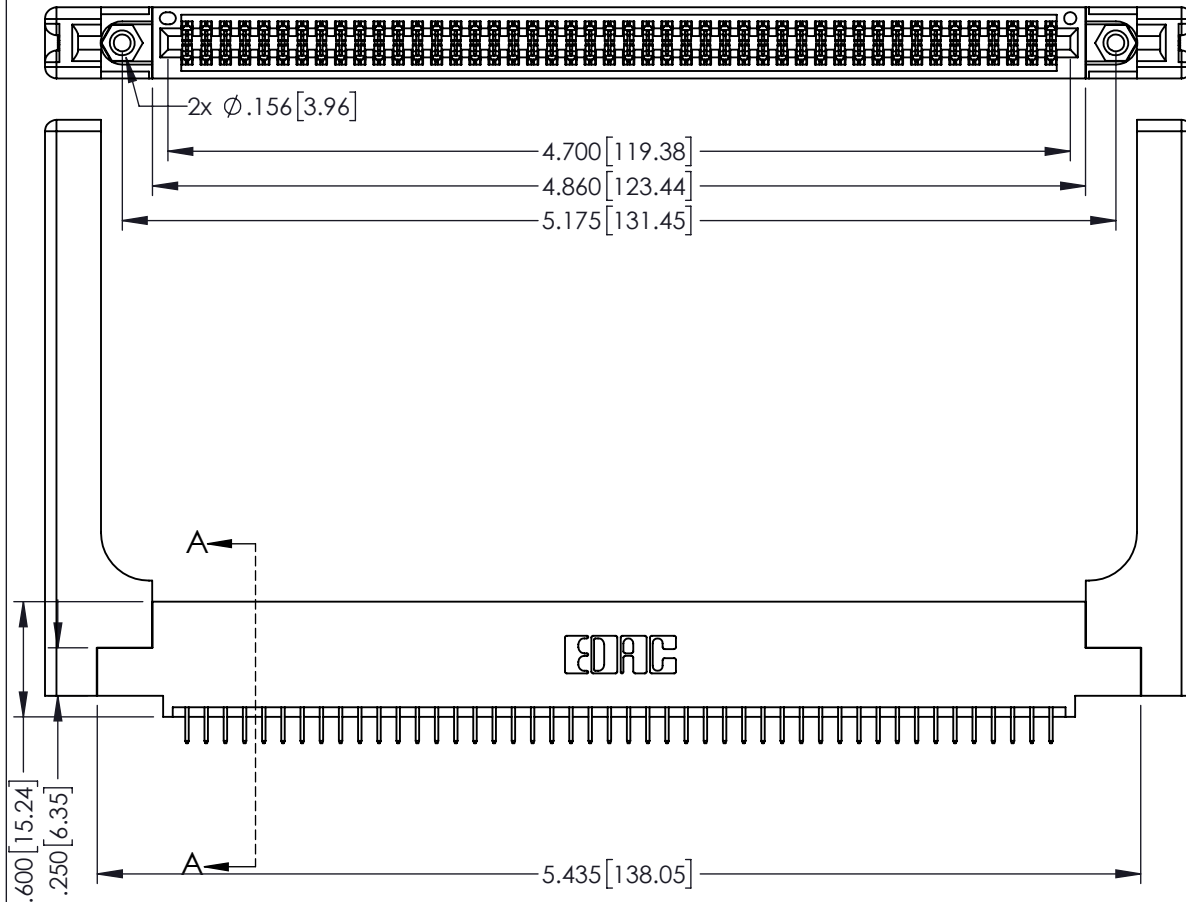 2x Ø.156[3.96]
4.700[119.38]
4.860[123.44]
5.175[131.45]
A
EDAC
.600[15.24]
.250[6.35]
A
5.435[138.05]